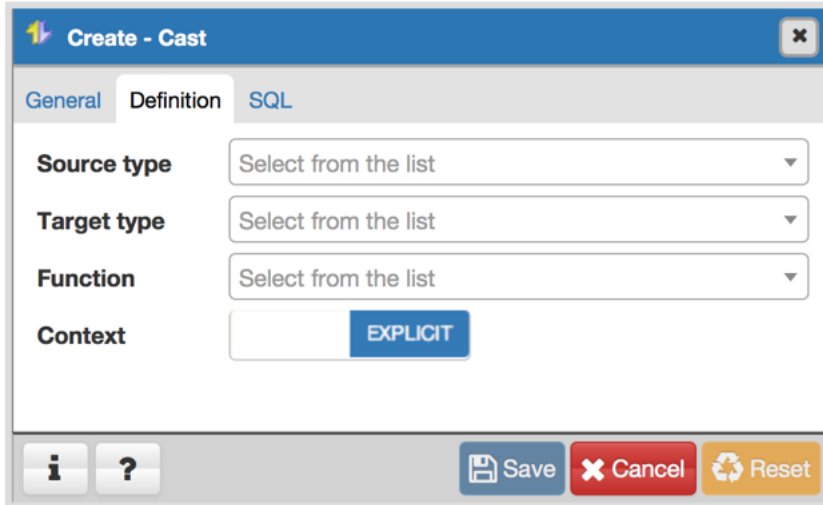 Create - Cast
General Definition SQL
Source type Select from the list
Target type Select from the list
Function Select from the list
Context EXPLICIT
i ? Save Cancel Reset